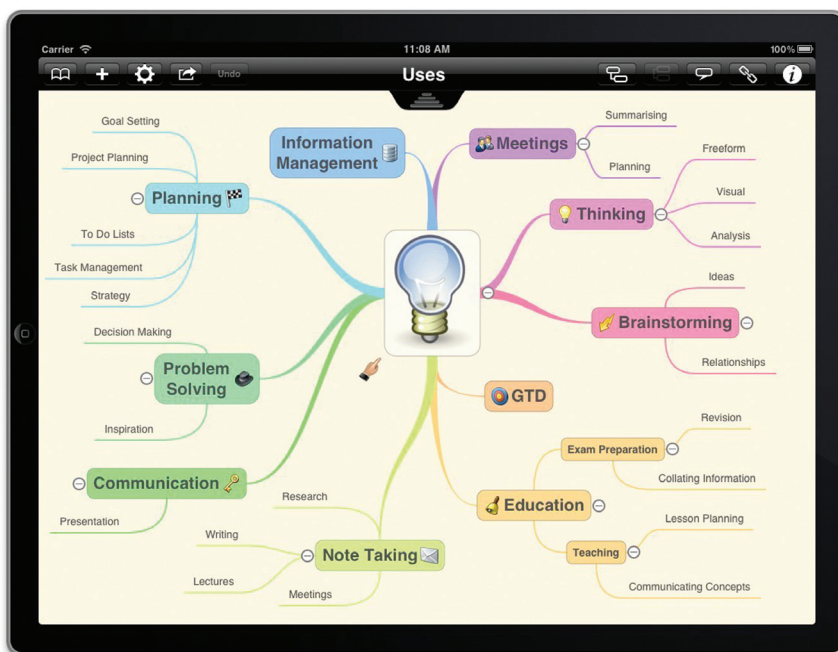 Carrier
11:08 AM
100%
Undo
Uses
Goal Setting
Project Planning
Planning
To Do Lists
Task Management
Strategy
Information
Management
Meetings
Summarising
Planning
Thinking
Freeform
Visual
Analysis
Brainstorming
Ideas
Relationships
Decision Making
Problem
Solving
Inspiration
GTD
Communication
Presentation
Education
Exam Preparation
Revision
Collating Information
Teaching
Lesson Planning
Communicating Concepts
Research
Writing
Note Taking
Lectures
Meetings